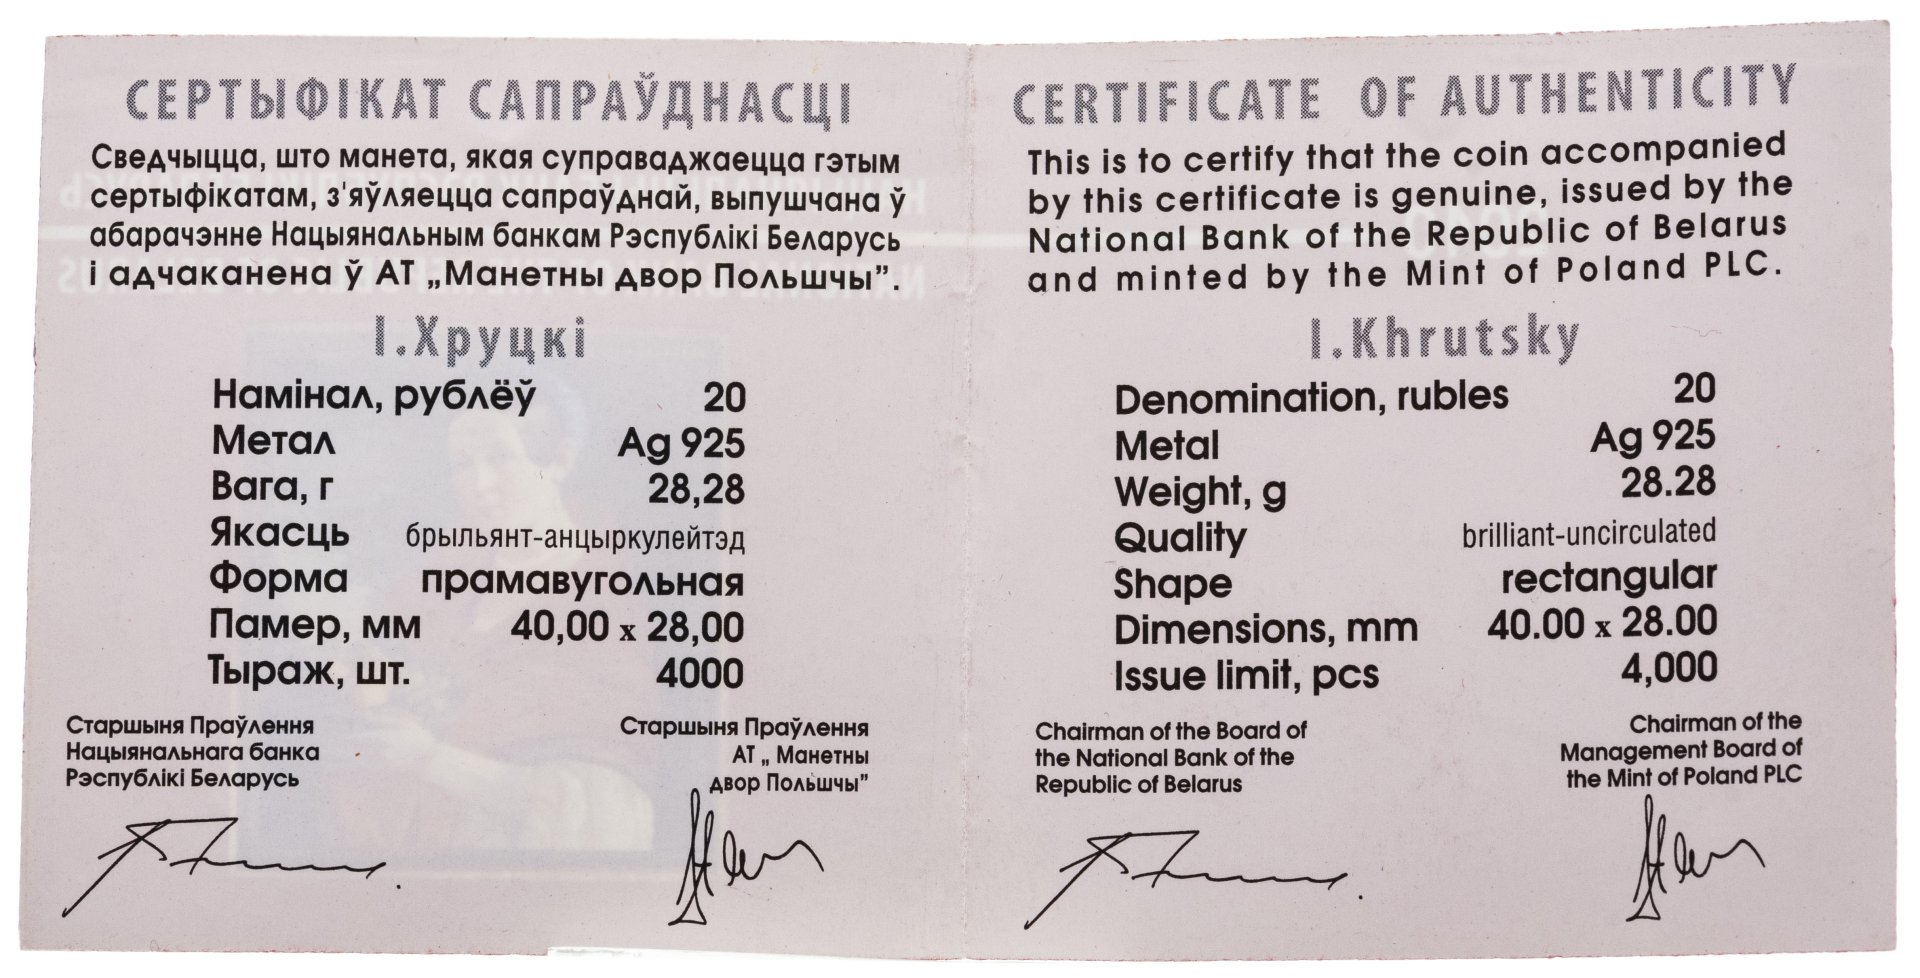 СЕРТЫФІКАТ САПРАЎДНАСЦІ
Сведчыцца, што манета, якая суправаджаецца гэтым
сертыфікатам, з'яўляецца сапраўднай, выпушчана ў
абарачэнне Нацыянальным банкам Рэспублікі Беларусь
і адчаканена ў АТ „Манетны двор Польшчы”.
І.Хруцкі
Намінал, рублёў 20
Метал Ag 925
Вага, г 28,28
Якасць брыльянт-анцыркулейтэд
Форма прамавугольная
Памер, мм 40,00 x 28,00
Тыраж, шт. 4000
Старшыня Праўлення
Нацыянальнага банка
Рэспублікі Беларусь
Старшыня Праўлення
АТ „ Манетны
двор Польшчы”
CERTIFICATE OF AUTHENTICITY
This is to certify that the coin accompanied
by this certificate is genuine, issued by the
National Bank of the Republic of Belarus
and minted by the Mint of Poland PLC.
I.Khrutsky
Denomination, rubles 20
Metal Ag 925
Weight, g 28.28
Quality brilliant-uncirculated
Shape rectangular
Dimensions, mm 40.00 x 28.00
Issue limit, pcs 4,000
Chairman of the Board of
the National Bank of the
Republic of Belarus
Chairman of the
Management Board of
the Mint of Poland PLC